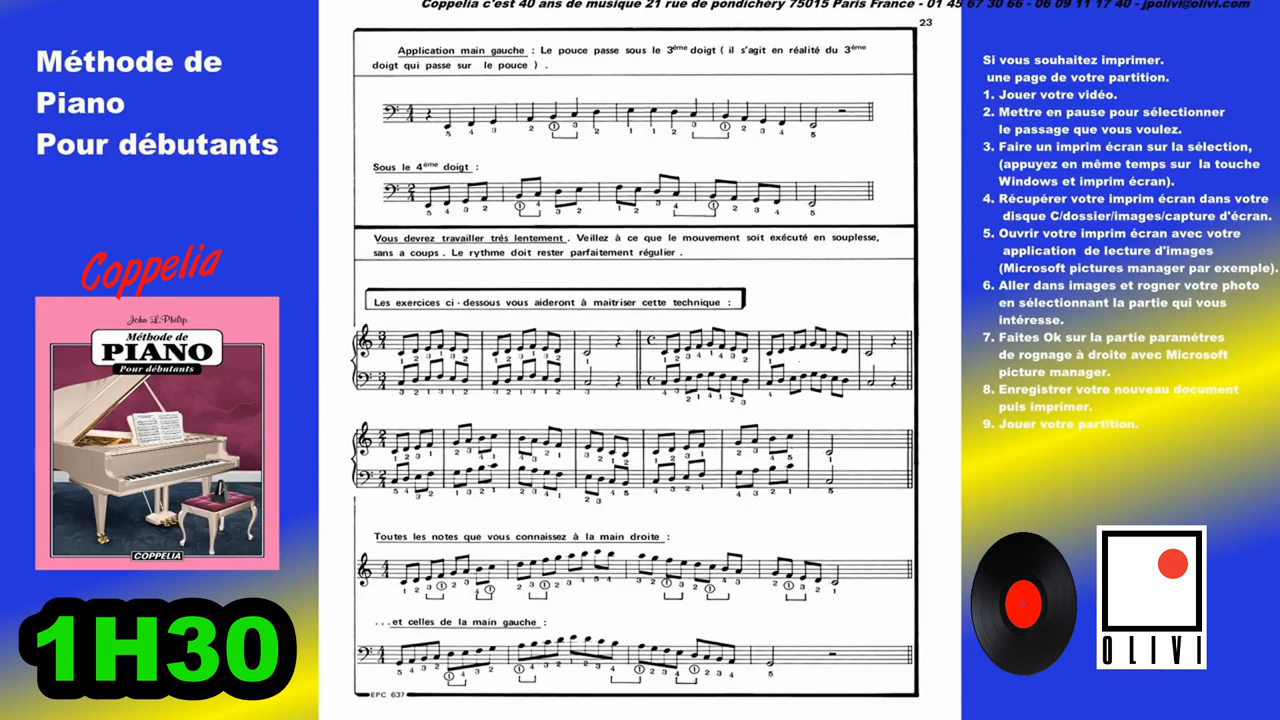 Coppelia c'est 40 ans de musique 21 rue de pondichéry 75015 Paris France - 01 45 67 30 66 - 06 09 11 17 40 - jpolivi@olivi.com
Méthode de
Piano
Pour débutants
Coppelia
John L. Philip
Méthode de
PIANO
Pour débutants
COPPELIA
1H30
23
Application main gauche : Le pouce passe sous le 3ème doigt ( il s'agit en réalité du 3ème
doigt qui passe sur le pouce ) .
Sous le 4ème doigt :
Vous devrez travailler très lentement . Veillez à ce que le mouvement soit exécuté en souplesse,
sans a coups . Le rythme doit rester parfaitement régulier .
Les exercices ci-dessous vous aideront à maitriser cette technique :
Toutes les notes que vous connaissez à la main droite :
...et celles de la main gauche :
EPC 637
Si vous souhaitez imprimer.
une page de votre partition.
1. Jouer votre vidéo.
2. Mettre en pause pour sélectionner
le passage que vous voulez.
3. Faire un imprim écran sur la sélection,
(appuyez en même temps sur la touche
Windows et imprim écran).
4. Récupérer votre imprim écran dans votre
disque C/dossier/images/capture d'écran.
5. Ouvrir votre imprim écran avec votre
application de lecture d'images
(Microsoft pictures manager par exemple).
6. Aller dans images et rogner votre photo
en sélectionnant la partie qui vous
intéresse.
7. Faites Ok sur la partie paramétres
de rognage à droite avec Microsoft
picture manager.
8. Enregistrer votre nouveau document
puis imprimer.
9. Jouer votre partition.
OLIVI